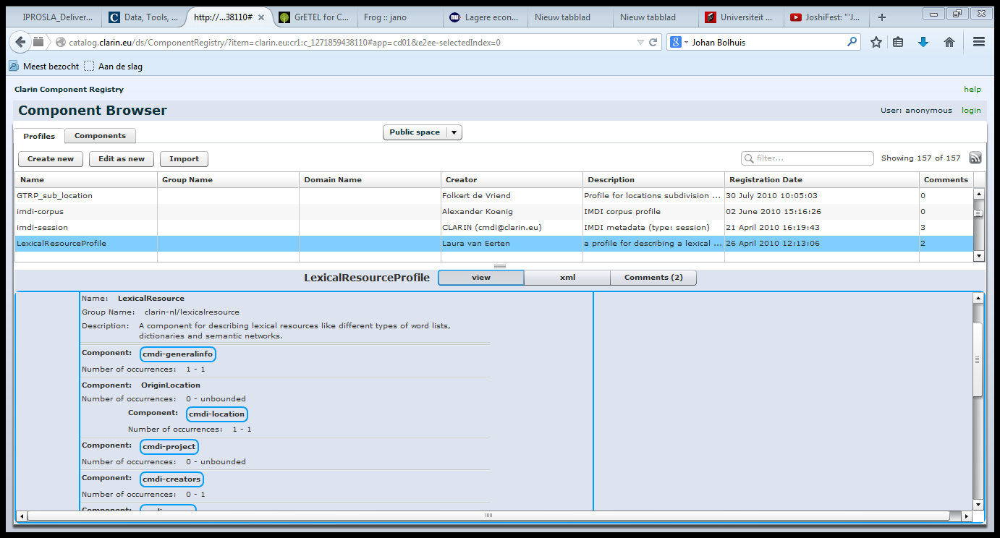 IPROSLA_Deliver...
Data, Tools, ...
http://...38110#
GrETEL for C...
Frog :: jano
Lagere econ...
Nieuw tabblad
Nieuw tabblad
Universiteit ...
JoshiFest: "'J...
catalog.clarin.eu/ds/ComponentRegistry/?item=clarin.eu:cr1:c_1271859438110#app=cd01&e2ee-selectedIndex=0
Johan Bolhuis
Meest bezocht Aan de slag
Clarin Component Registry help
Component Browser User: anonymous login
Profiles Components Public space
Create new Edit as new Import filter... Showing 157 of 157
Name Group Name Domain Name Creator Description Registration Date Comments
GTRP_sub_location Folkert de Vriend Profile for locations subdivision ... 30 July 2010 10:05:03 0
imdi-corpus Alexander Koenig IMDI corpus profile 02 June 2010 15:16:26 0
imdi-session CLARIN (cmdi@clarin.eu) IMDI metadata (type: session) 21 April 2010 16:19:43 3
LexicalResourceProfile Laura van Eerten a profile for describing a lexical ... 26 April 2010 12:13:06 2
LexicalResourceProfile view xml Comments (2)
Name: LexicalResource
Group Name: clarin-nl/lexicalresource
Description: A component for describing lexical resources like different types of word lists,
dictionaries and semantic networks.
Component: cmdi-generalinfo
Number of occurrences: 1 - 1
Component: OriginLocation
Number of occurrences: 0 - unbounded
Component: cmdi-location
Number of occurrences: 1 - 1
Component: cmdi-project
Number of occurrences: 0 - unbounded
Component: cmdi-creators
Number of occurrences: 0 - 1
Component: